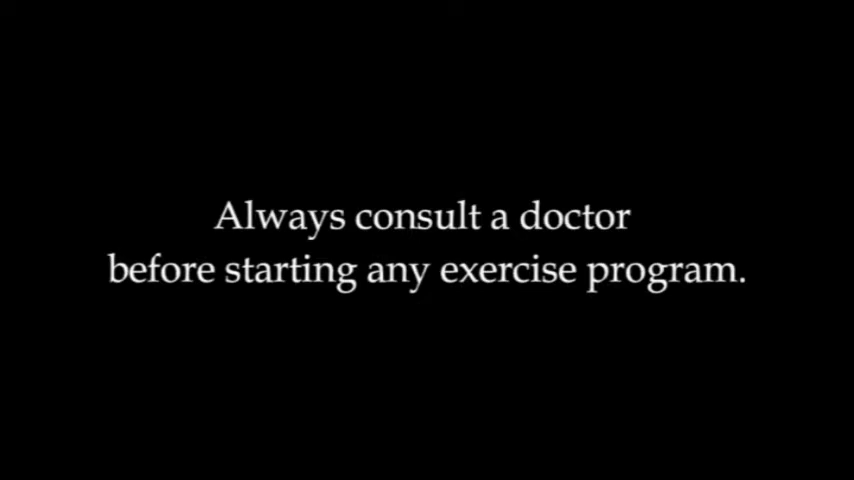 Always consult a doctor
before starting any exercise program.